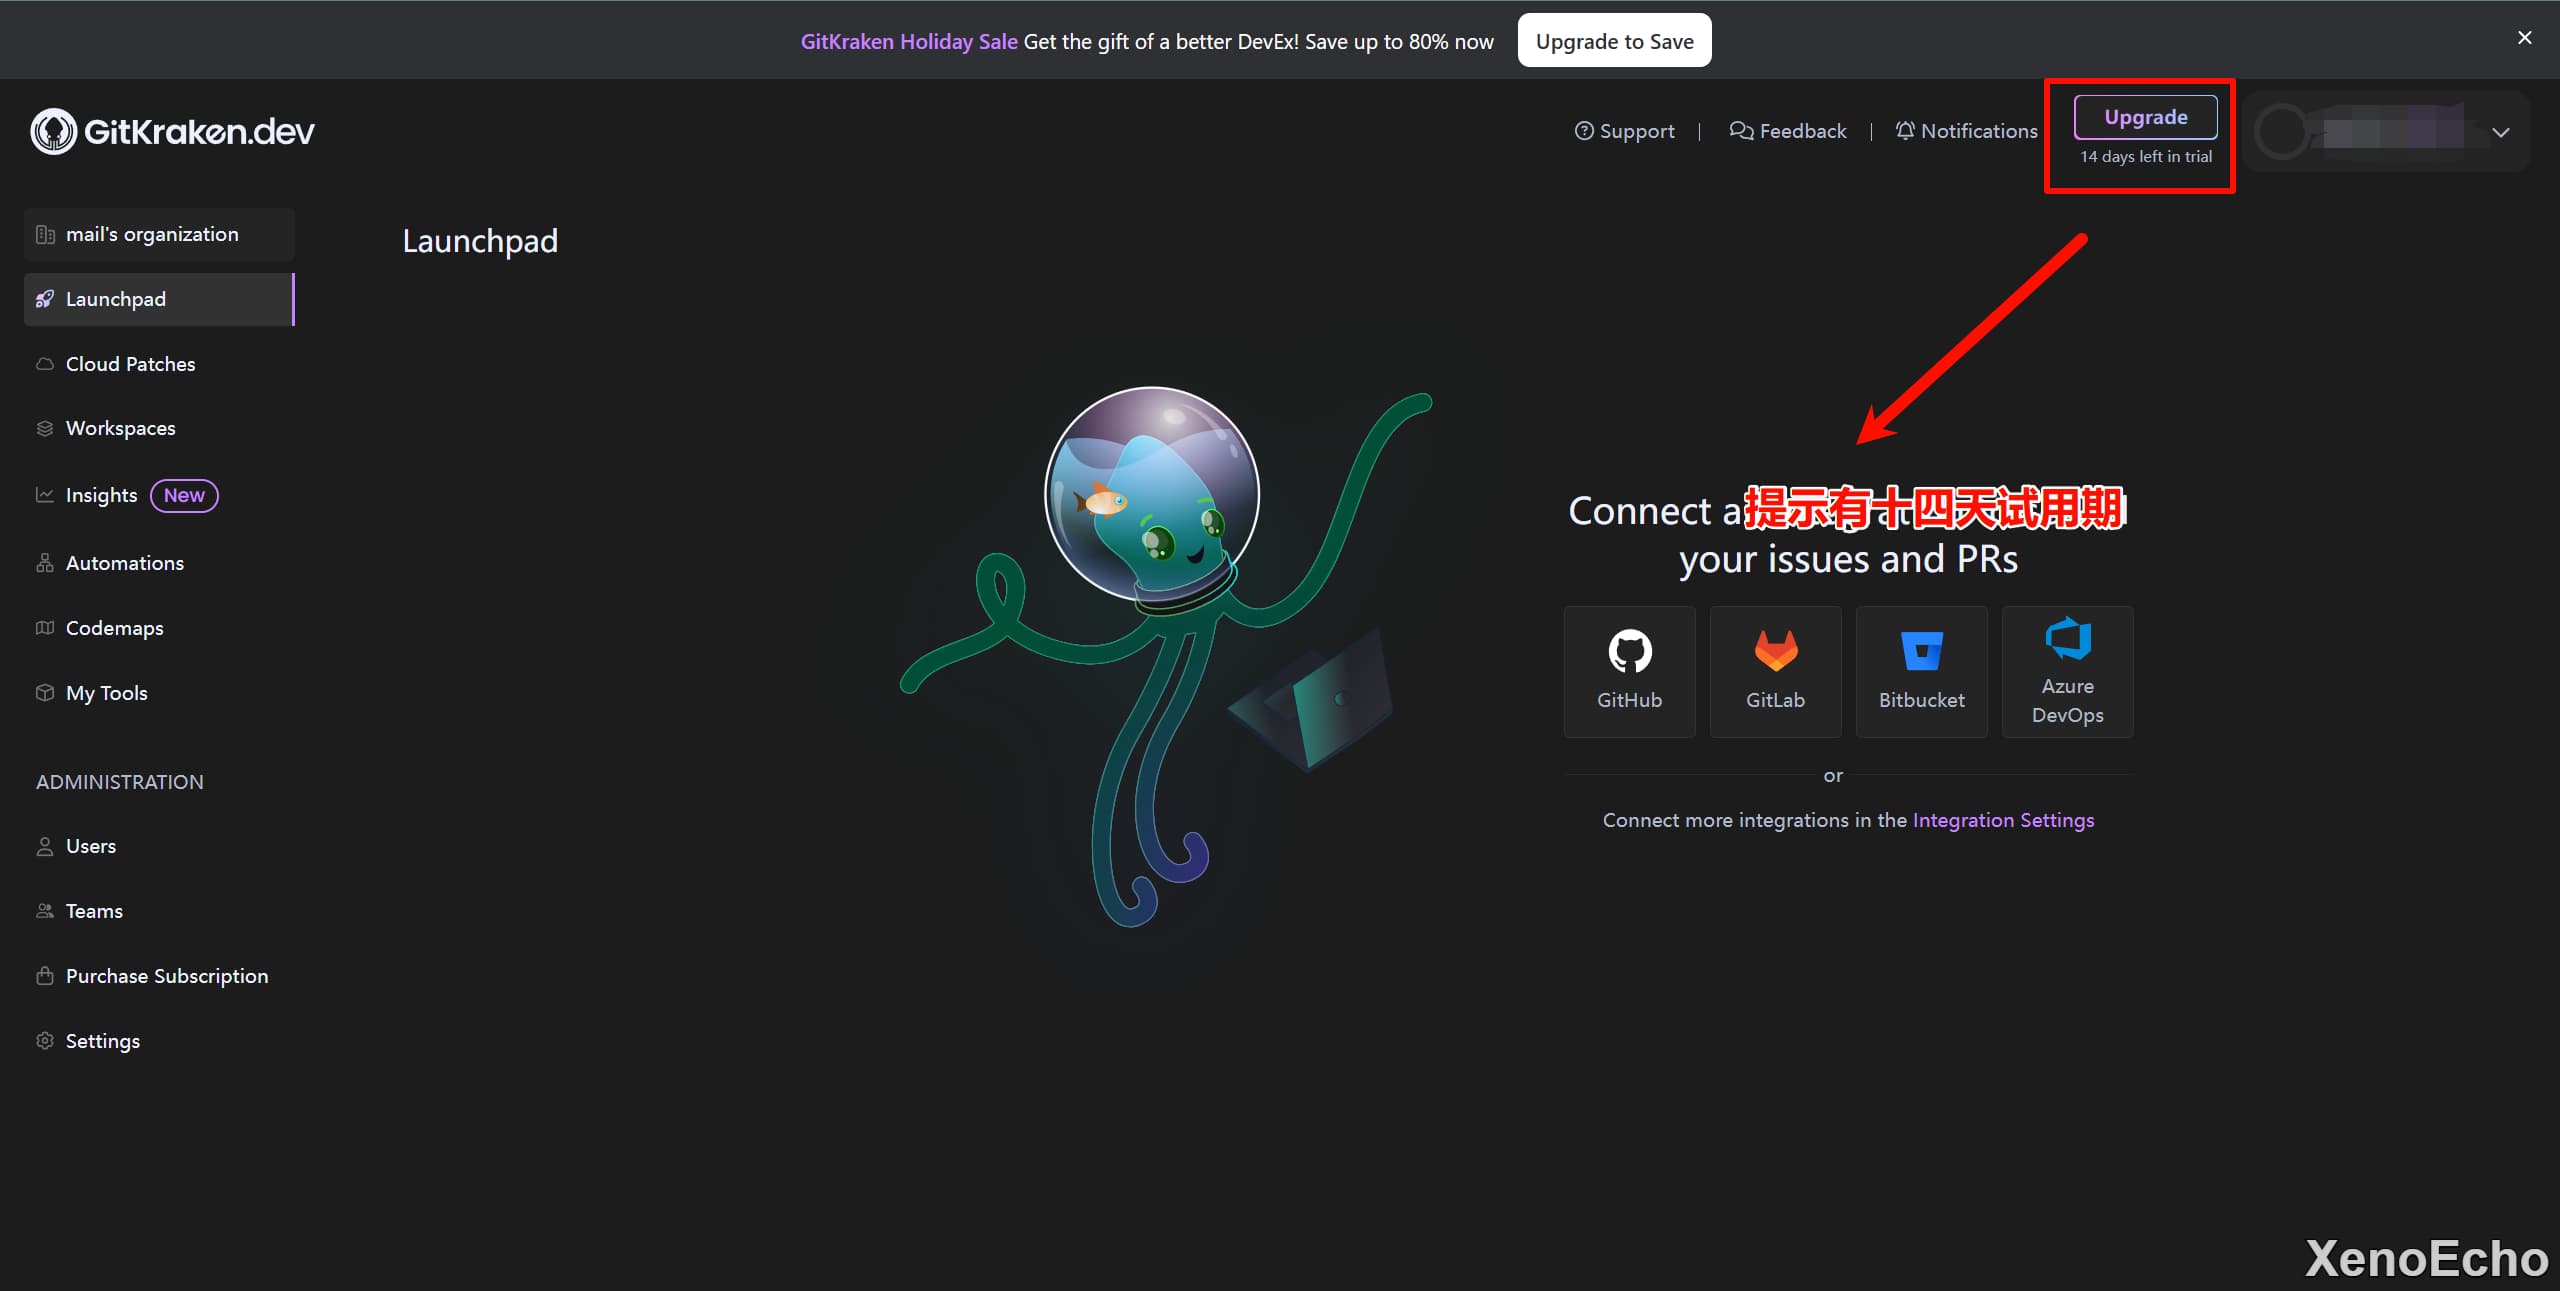 GitKraken Holiday Sale Get the gift of a better DevEx! Save up to 80% now
Upgrade to Save
GitKraken.dev
Support
Feedback
Notifications
Upgrade
14 days left in trial
mail's organization
Launchpad
Cloud Patches
Workspaces
Insights New
Automations
Codemaps
My Tools
ADMINISTRATION
Users
Teams
Purchase Subscription
Settings
Launchpad
Connect
提示有十四天试用期
your issues and PRs
GitHub
GitLab
Bitbucket
Azure
DevOps
or
Connect more integrations in the Integration Settings
XenoEcho